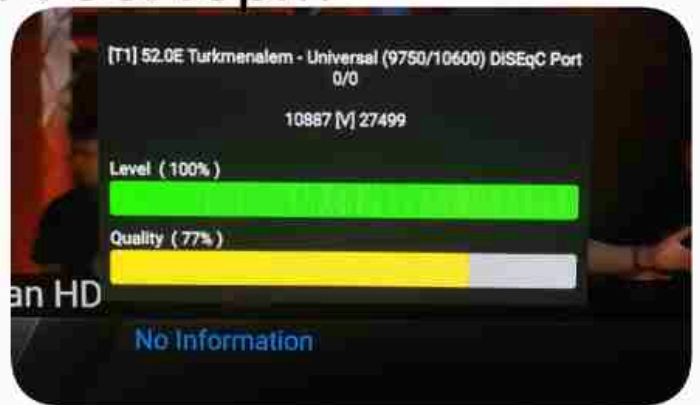 [T1] 52.0E Turkmenalem - Universal (9750/10600) DiSEqC Port
0/0
10887 [V] 27499
Level ( 100% )
Quality ( 77% )
an HD
No Information